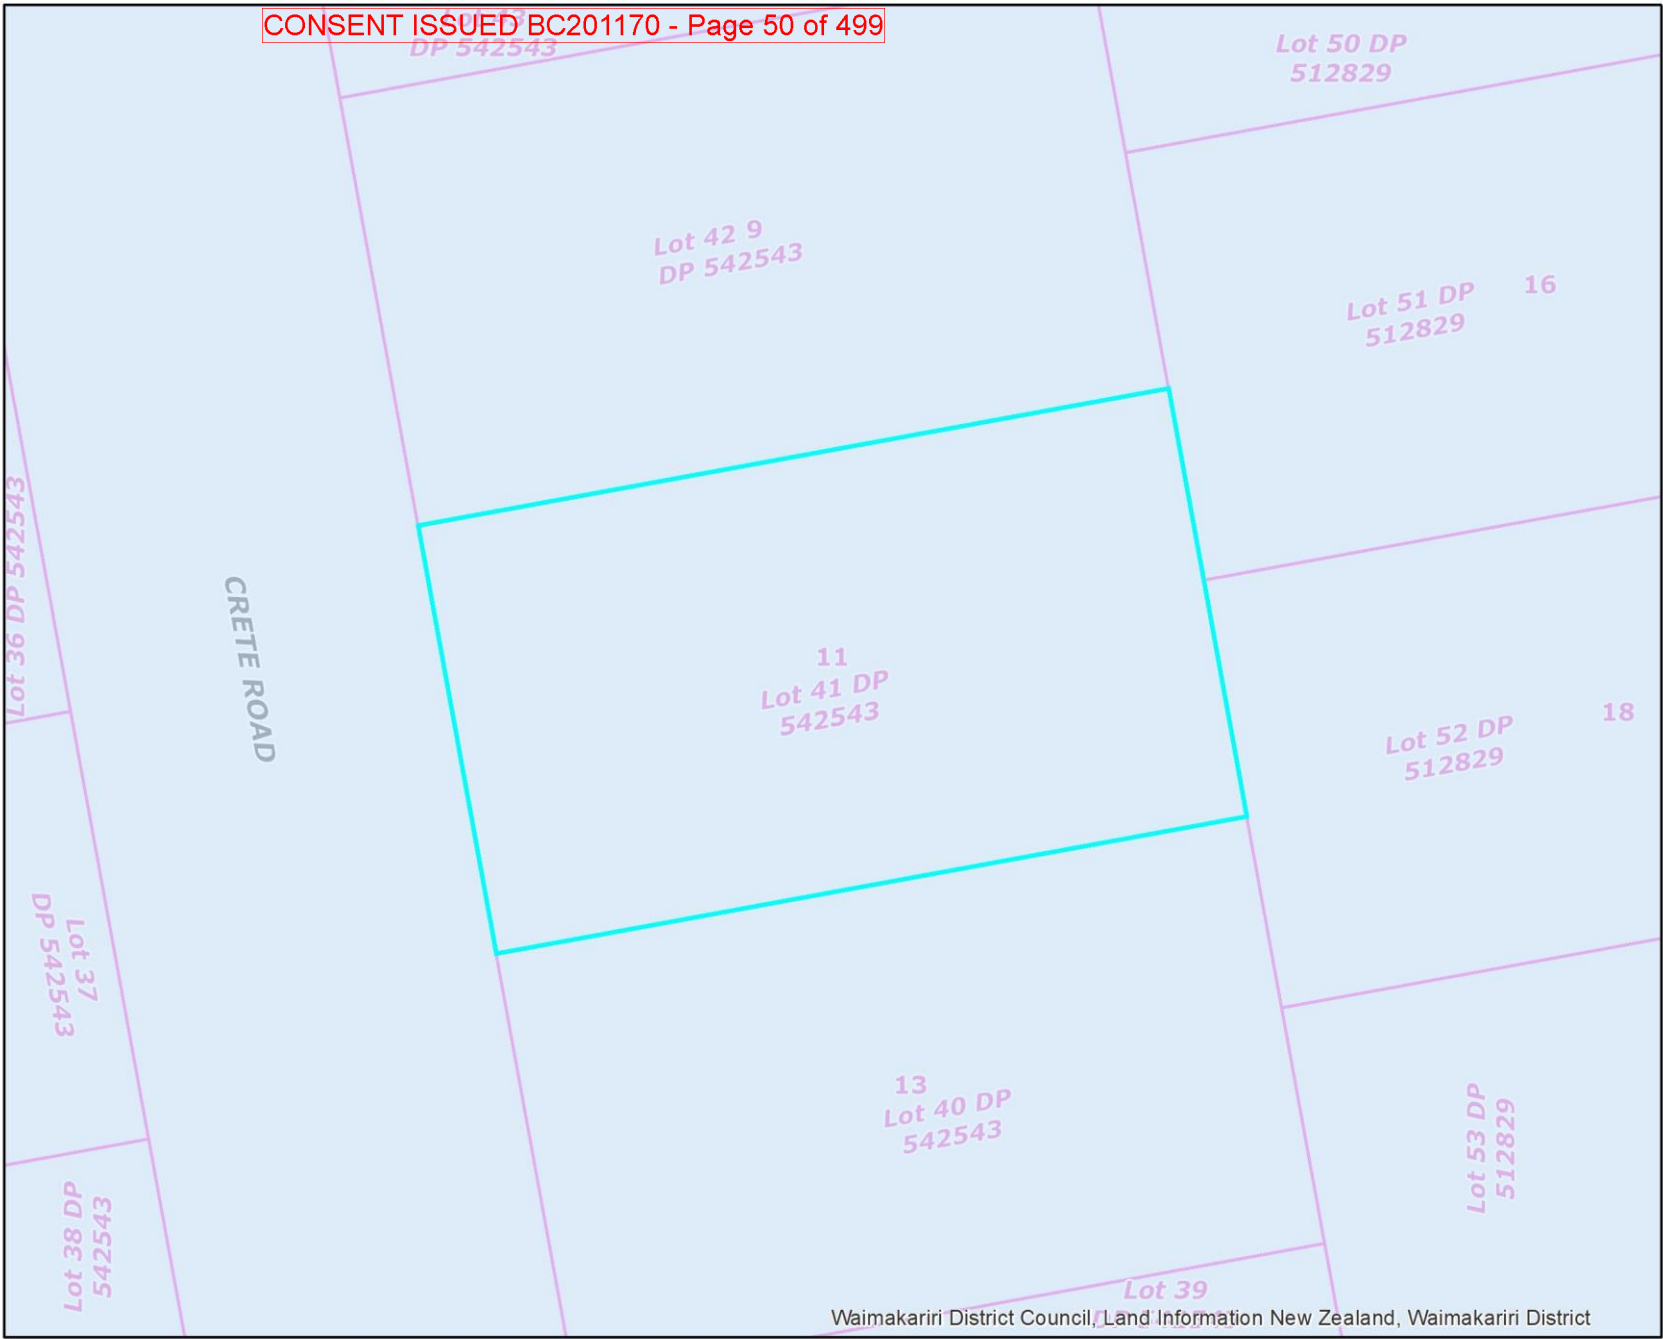 CONSENT ISSUED BC201170 - Page 50 of 499
DP 542543
Lot 50 DP
512829
Lot 42 9
DP 542543
Lot 51 DP
512829
16
Lot 36 DP 542543
CRETE ROAD
11
Lot 41 DP
542543
Lot 52 DP
512829
18
Lot 37
DP 542543
13
Lot 40 DP
542543
Lot 53 DP
512829
Lot 38 DP
542543
Lot 39
Waimakariri District Council, Land Information New Zealand, Waimakariri District